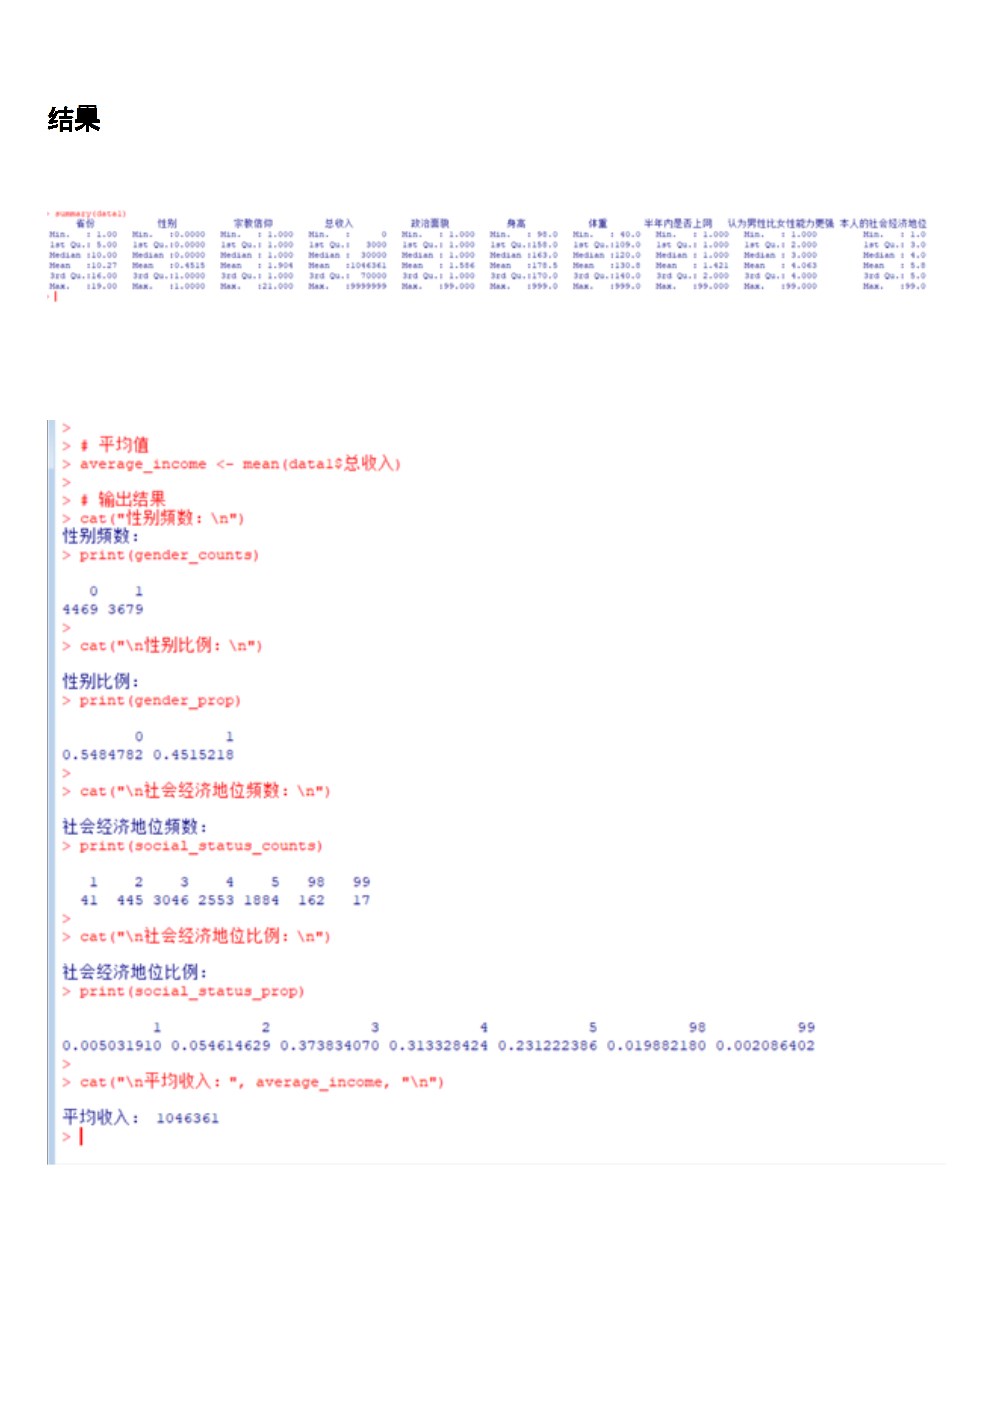 结果
> summary(data1)
省份 性别 宗教信仰 总收入 政治面貌 身高 体重 半年内是否上网 认为男性比女性能力更强 本人的社会经济地位
Min. : 1.00 Min. :0.0000 Min. : 1.000 Min. : 0 Min. : 1.000 Min. : 98.0 Min. : 40.0 Min. : 1.000 Min. : 1.000 Min. : 1.0
1st Qu.: 5.00 1st Qu.:0.0000 1st Qu.: 1.000 1st Qu.: 3000 1st Qu.: 1.000 1st Qu.:158.0 1st Qu.:109.0 1st Qu.: 1.000 1st Qu.: 2.000 1st Qu.: 3.0
Median :10.00 Median :0.0000 Median : 1.000 Median : 30000 Median : 1.000 Median :163.0 Median :120.0 Median : 1.000 Median : 3.000 Median : 4.0
Mean :10.27 Mean :0.4515 Mean : 1.904 Mean :1046361 Mean : 1.586 Mean :178.5 Mean :130.8 Mean : 1.421 Mean : 4.063 Mean : 5.8
3rd Qu.:16.00 3rd Qu.:1.0000 3rd Qu.: 1.000 3rd Qu.: 70000 3rd Qu.: 1.000 3rd Qu.:170.0 3rd Qu.:140.0 3rd Qu.: 2.000 3rd Qu.: 4.000 3rd Qu.: 5.0
Max. :19.00 Max. :1.0000 Max. :21.000 Max. :9999999 Max. :99.000 Max. :999.0 Max. :999.0 Max. :99.000 Max. :99.000 Max. :99.0
>
>
> # 平均值
> average_income <- mean(data1$总收入)
>
> # 输出结果
> cat("性别频数：\n")
性别频数：
> print(gender_counts)
0 1
4469 3679
>
> cat("\n性别比例：\n")
性别比例：
> print(gender_prop)
0 1
0.5484782 0.4515218
>
> cat("\n社会经济地位频数：\n")
社会经济地位频数：
> print(social_status_counts)
1 2 3 4 5 98 99
41 445 3046 2553 1884 162 17
>
> cat("\n社会经济地位比例：\n")
社会经济地位比例：
> print(social_status_prop)
1 2 3 4 5 98 99
0.005031910 0.054614629 0.373834070 0.313328424 0.231222386 0.019882180 0.002086402
>
> cat("\n平均收入：", average_income, "\n")
平均收入： 1046361
>